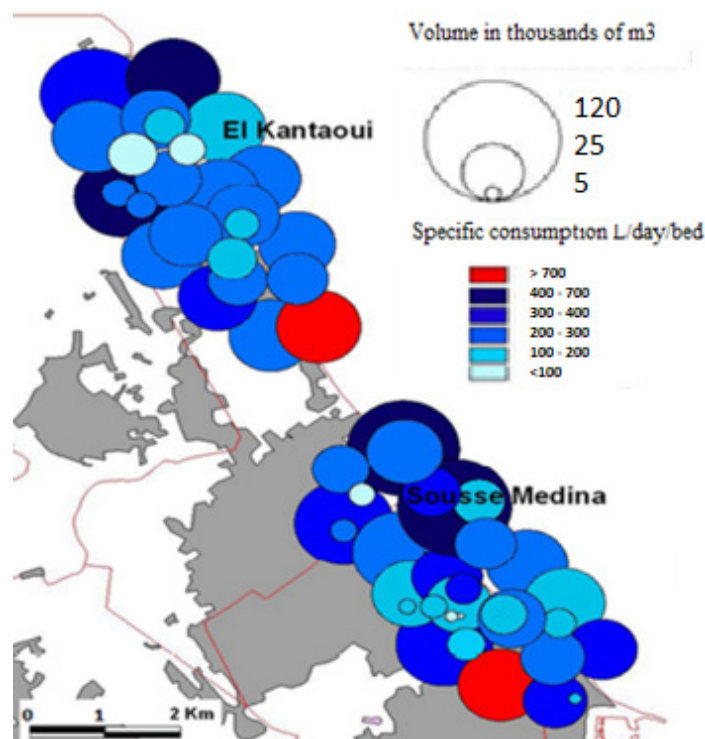 Volume in thousands of m3
120
25
5
El Kantaoui
Specific consumption L/day/bed
> 700
400 - 700
300 - 400
200 - 300
100 - 200
<100
Sousse Medina
0 1 2 Km